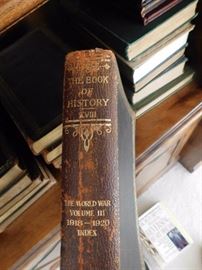 THE BOOK
OF
HISTORY
XVIII
THE WORLD WAR
VOLUME III
1918–1920
INDEX